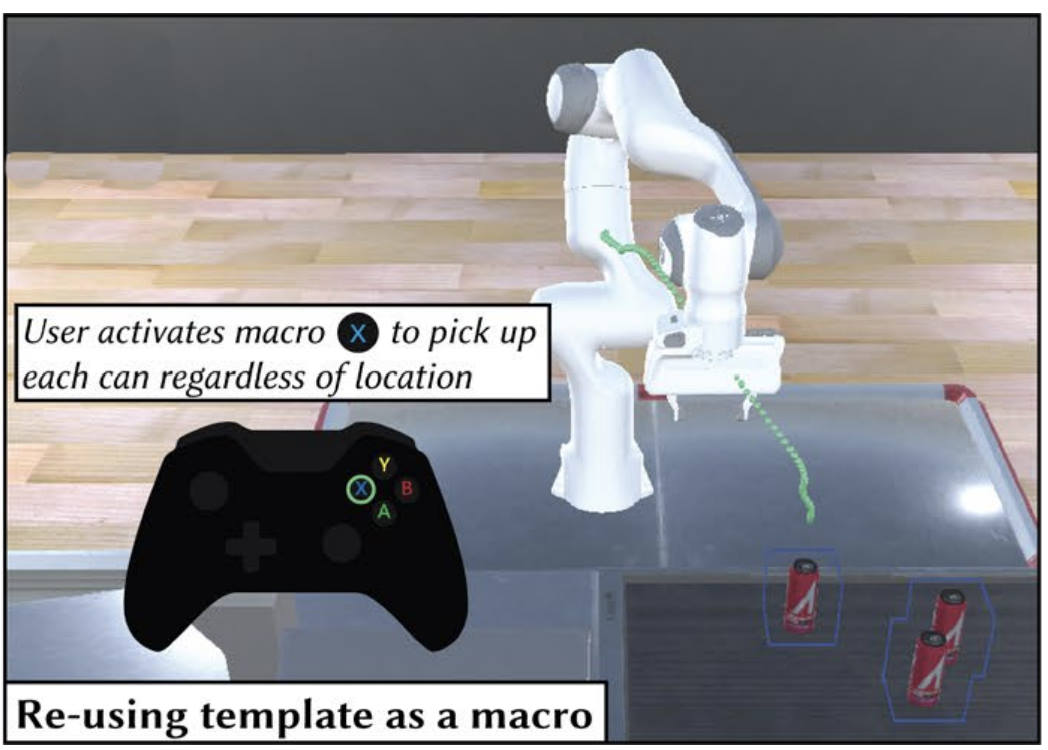 User activates macro X to pick up
each can regardless of location
Y
X B
A
Re-using template as a macro